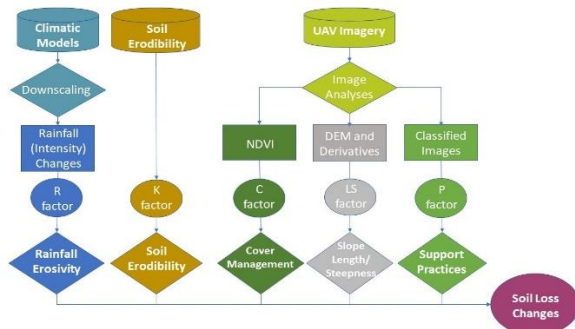 Climatic
Models
Soil
Erodibility
UAV Imagery
Downscaling
Image
Analyses
Rainfall
(Intensity)
Changes
NDVI
DEM and
Derivatives
Classified
Images
R
factor
K
factor
C
factor
LS
factor
P
factor
Rainfall
Erosivity
Soil
Erodibility
Cover
Management
Slope
Length/
Steepness
Support
Practices
Soil Loss
Changes